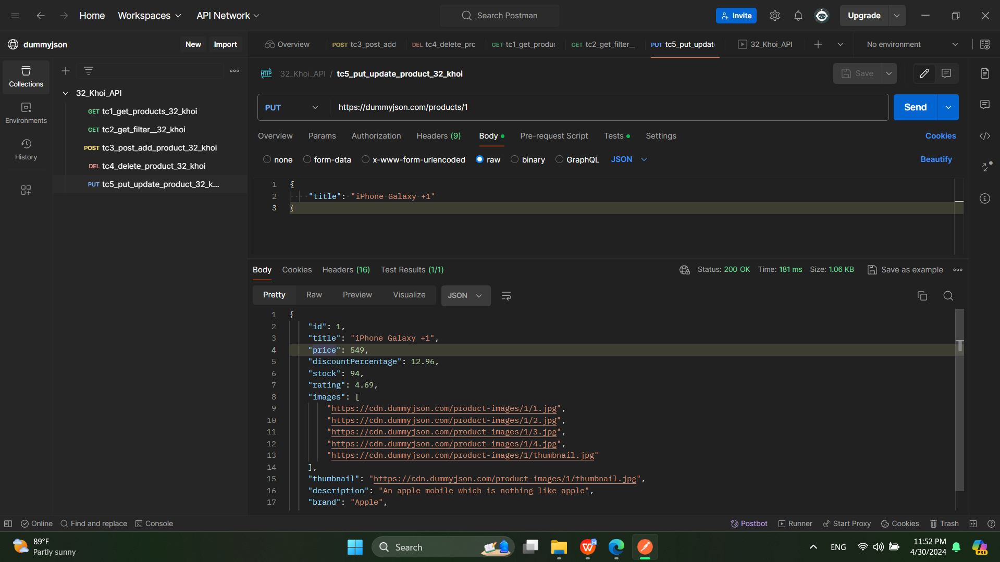 Home Workspaces API Network Search Postman Invite Upgrade
dummyjson New Import Overview POST tc3_post_add DEL tc4_delete_pro GET tc1_get_produc GET tc2_get_filter__ PUT tc5_put_update 32_Khoi_API No environment
Collections
Environments
History
32_Khoi_API
GET tc1_get_products_32_khoi
GET tc2_get_filter__32_khoi
POST tc3_post_add_product_32_khoi
DEL tc4_delete_product_32_khoi
PUT tc5_put_update_product_32_k...
HTTP 32_Khoi_API / tc5_put_update_product_32_khoi Save
PUT https://dummyjson.com/products/1 Send
Overview Params Authorization Headers (9) Body Pre-request Script Tests Settings Cookies
none form-data x-www-form-urlencoded raw binary GraphQL JSON Beautify
1 {
2 "title": "iPhone Galaxy +1"
3 }
Body Cookies Headers (16) Test Results (1/1) Status: 200 OK Time: 181 ms Size: 1.06 KB Save as example
Pretty Raw Preview Visualize JSON
1 {
2 "id": 1,
3 "title": "iPhone Galaxy +1",
4 "price": 549,
5 "discountPercentage": 12.96,
6 "stock": 94,
7 "rating": 4.69,
8 "images": [
9 "https://cdn.dummyjson.com/product-images/1/1.jpg",
10 "https://cdn.dummyjson.com/product-images/1/2.jpg",
11 "https://cdn.dummyjson.com/product-images/1/3.jpg",
12 "https://cdn.dummyjson.com/product-images/1/4.jpg",
13 "https://cdn.dummyjson.com/product-images/1/thumbnail.jpg"
14 ],
15 "thumbnail": "https://cdn.dummyjson.com/product-images/1/thumbnail.jpg",
16 "description": "An apple mobile which is nothing like apple",
17 "brand": "Apple",
Online Find and replace Console Postbot Runner Start Proxy Cookies Trash
89°F
Partly sunny
Search
W
PRE
ENG
11:52 PM
4/30/2024